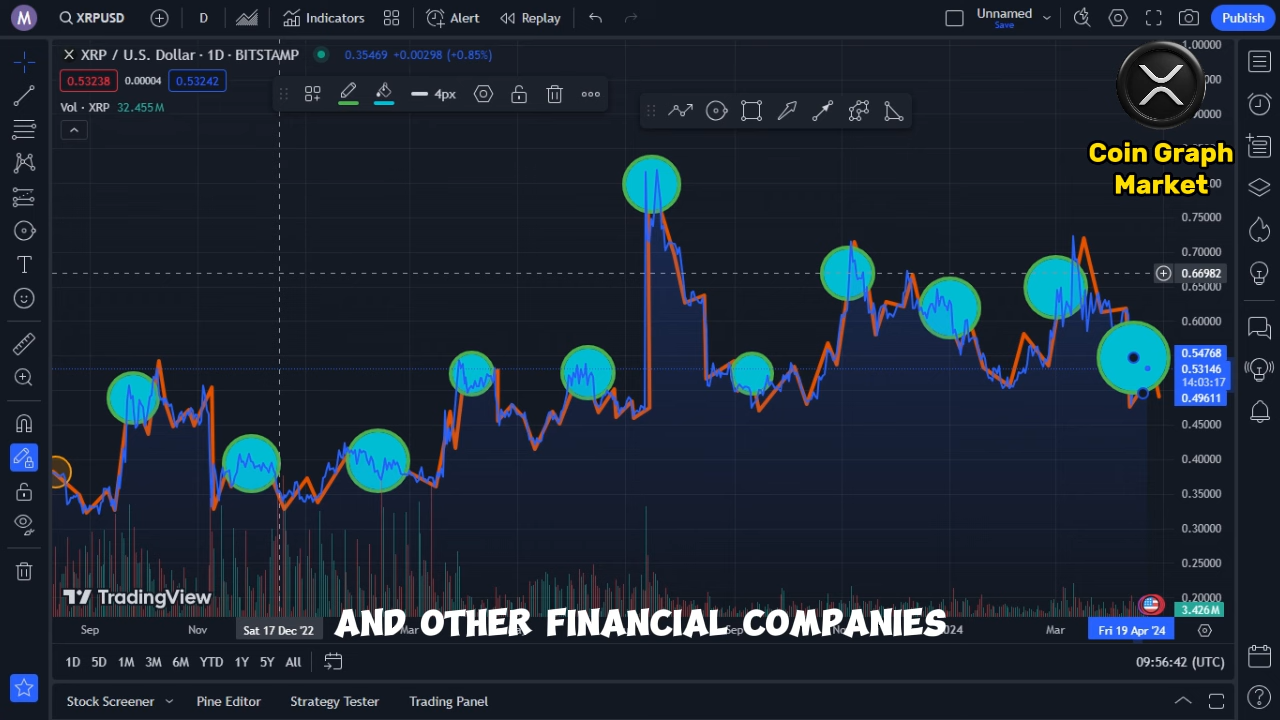 M
XRPUSD
D
Indicators
Alert
Replay
Unnamed
Save
Publish
XRP / U.S. Dollar · 1D · BITSTAMP
0.35469 +0.00298 (+0.85%)
0.53238
0.00004
0.53242
Vol · XRP 32.455M
4px
Coin Graph
Market
1.00000
0.75000
0.70000
0.66982
0.65000
0.60000
0.54768
0.53146
14:03:17
0.49611
0.45000
0.40000
0.35000
0.30000
0.25000
0.20000
3.426M
TradingView
AND OTHER FINANCIAL COMPANIES
Sep
Nov
Sat 17 Dec '22
Mar
Sep
2024
Mar
Fri 19 Apr '24
1D
5D
1M
3M
6M
YTD
1Y
5Y
All
09:56:42 (UTC)
Stock Screener
Pine Editor
Strategy Tester
Trading Panel